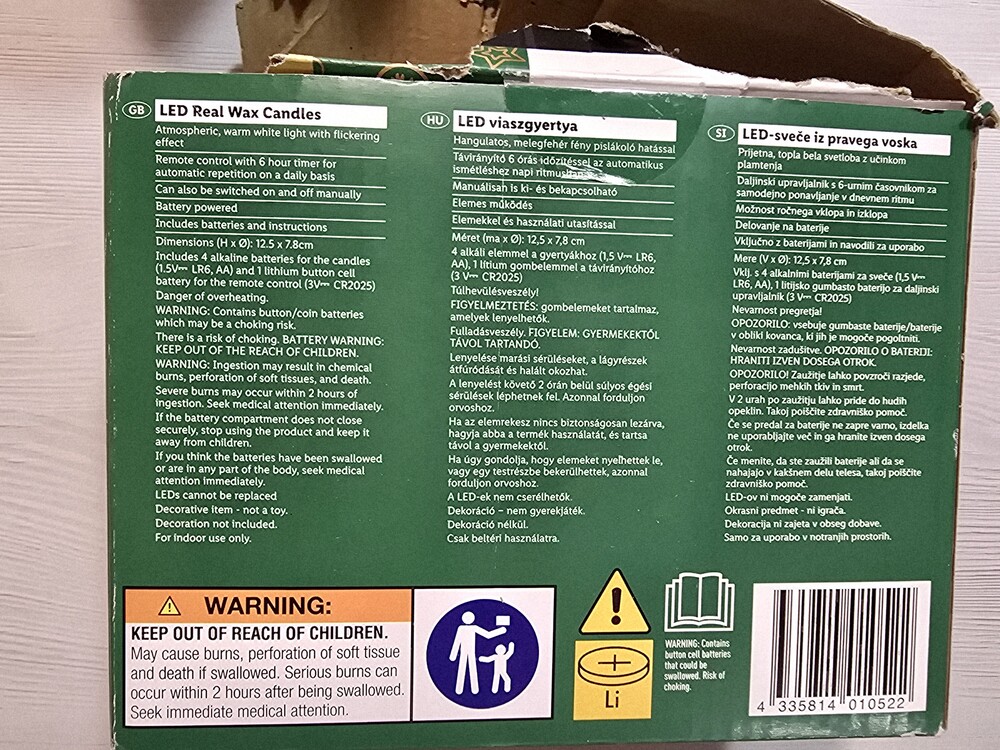 GB LED Real Wax Candles
Atmospheric, warm white light with flickering
effect
Remote control with 6 hour timer for
automatic repetition on a daily basis
Can also be switched on and off manually
Battery powered
Includes batteries and instructions
Dimensions (H x Ø): 12.5 x 7.8cm
Includes 4 alkaline batteries for the candles
(1.5V⎓ LR6, AA) and 1 lithium button cell
battery for the remote control (3V⎓ CR2025)
Danger of overheating.
WARNING: Contains button/coin batteries
which may be a choking risk.
There is a risk of choking. BATTERY WARNING:
KEEP OUT OF THE REACH OF CHILDREN.
WARNING: Ingestion may result in chemical
burns, perforation of soft tissues, and death.
Severe burns may occur within 2 hours of
ingestion. Seek medical attention immediately.
If the battery compartment does not close
securely, stop using the product and keep it
away from children.
If you think the batteries have been swallowed
or are in any part of the body, seek medical
attention immediately.
LEDs cannot be replaced
Decorative item - not a toy.
Decoration not included.
For indoor use only.
HU LED viaszgyertya
Hangulatos, melegfehér fény pislákoló hatással
Távirányító 6 órás időzítéssel az automatikus
ismétléshez napi
Manuálisan is ki- és bekapcsolható
Elemes működés
Elemekkel és használati utasítással
Méret (ma x Ø): 12,5 x 7,8 cm
4 alkáli elemmel a gyertyákhoz (1,5 V⎓ LR6,
AA), 1 lítium gombelemmel a távirányítóhoz
(3 V⎓ CR2025)
Túlhevülésveszély!
FIGYELMEZTETÉS: gombelemeket tartalmaz,
amelyek lenyelhetők.
Fulladásveszély. FIGYELEM: GYERMEKEKTŐL
TÁVOL TARTANDÓ.
Lenyelése marási sérüléseket, a lágyrészek
átfúródását és halált okozhat.
A lenyelést követő 2 órán belül súlyos égési
sérülések léphetnek fel. Azonnal forduljon
orvoshoz.
Ha az elemrekesz nincs biztonságosan lezárva,
hagyja abba a termék használatát, és tartsa
távol a gyermekektől.
Ha úgy gondolja, hogy elemeket nyelhettek le,
vagy egy testrészbe bekerülhettek, azonnal
forduljon orvoshoz.
A LED-ek nem cserélhetők.
Dekoráció – nem gyerekjáték.
Dekoráció nélkül.
Csak beltéri használatra.
SI LED-sveče iz pravega voska
Prijetna, topla bela svetloba z učinkom
plamtenja
Daljinski upravljalnik s 6-urnim časovnikom za
samodejno ponavljanje v dnevnem ritmu
Možnost ročnega vklopa in izklopa
Delovanje na baterije
Vključno z baterijami in navodili za uporabo
Mere (V x Ø): 12,5 x 7,8 cm
Vklj. s 4 alkalnimi baterijami za sveče (1,5 V⎓
LR6, AA), 1 litijsko gumbasto baterijo za daljinski
upravljalnik (3 V⎓ CR2025)
Nevarnost pregretja!
OPOZORILO: vsebuje gumbaste baterije/baterije
v obliki kovanca, ki jih je mogoče pogoltniti.
Nevarnost zadušitve. OPOZORILO O BATERIJI:
HRANITI IZVEN DOSEGA OTROK.
OPOZORILO! Zaužitje lahko povzroči razjede,
perforacijo mehkih tkiv in smrt.
V 2 urah po zaužitju lahko pride do hudih
opeklin. Takoj poiščite zdravniško pomoč.
Če se predal za baterije ne zapre varno, izdelka
ne uporabljajte več in ga hranite izven dosega
otrok.
Če menite, da ste zaužili baterije ali da se
nahajajo v kakšnem delu telesa, takoj poiščite
zdravniško pomoč.
LED-ov ni mogoče zamenjati.
Okrasni predmet - ni igrača.
Dekoracija ni zajeta v obseg dobave.
Samo za uporabo v notranjih prostorih.
WARNING:
KEEP OUT OF REACH OF CHILDREN.
May cause burns, perforation of soft tissue
and death if swallowed. Serious burns can
occur within 2 hours after being swallowed.
Seek immediate medical attention.
Li
WARNING: Contains
button cell batteries
that could be
swallowed. Risk of
choking.
4 335814 010522